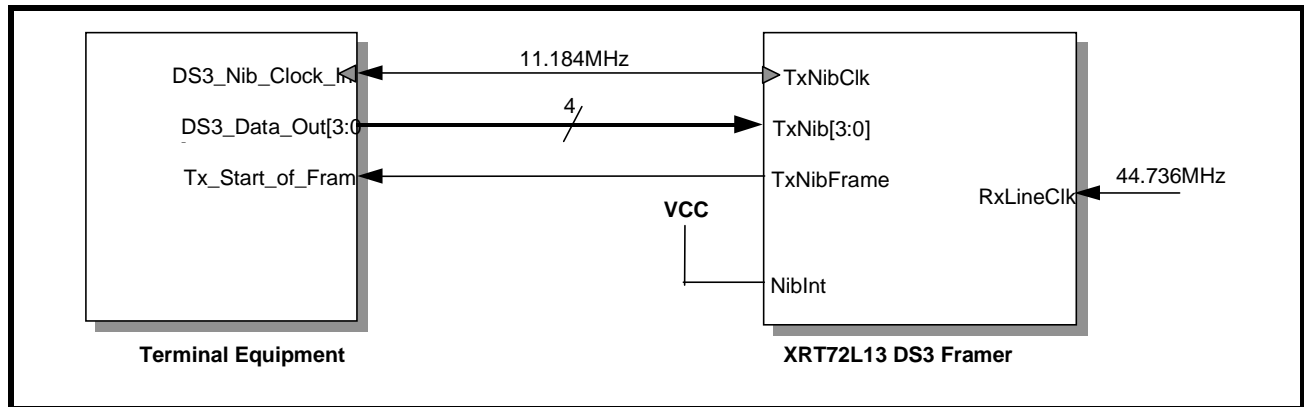 DS3_Nib_Clock_In
11.184MHz
TxNibClk
DS3_Data_Out[3:0
4
TxNib[3:0]
Tx_Start_of_Fram
TxNibFrame
RxLineClk
44.736MHz
VCC
NibInt
Terminal Equipment
XRT72L13 DS3 Framer